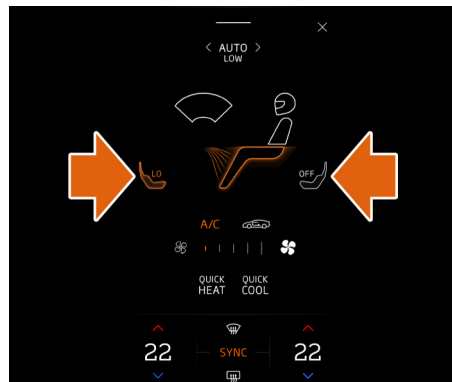 < AUTO >
LOW
LO
OFF
A/C
QUICK HEAT
QUICK COOL
22
SYNC
22